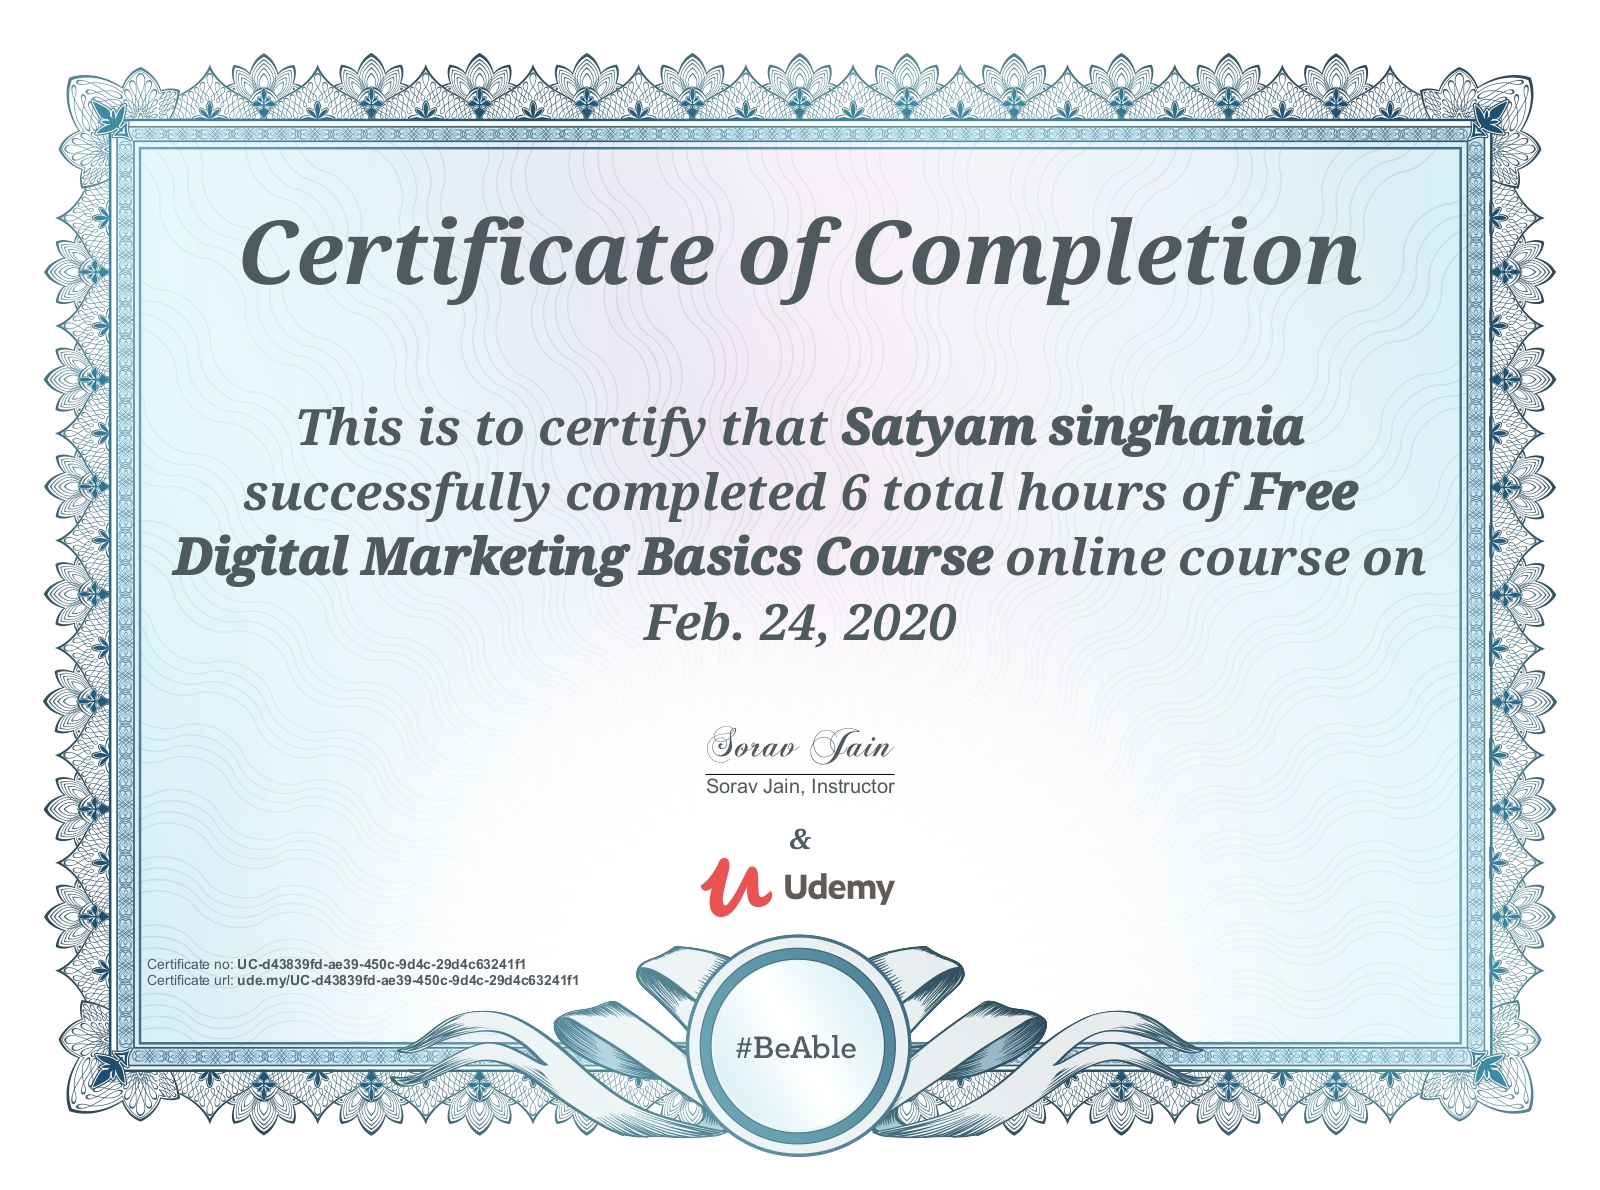 Certificate of Completion
This is to certify that Satyam singhania
successfully completed 6 total hours of Free
Digital Marketing Basics Course online course on
Feb. 24, 2020
Sorav Jain
Sorav Jain, Instructor
&
Udemy
Certificate no: UC-d43839fd-ae39-450c-9d4c-29d4c63241f1
Certificate url: ude.my/UC-d43839fd-ae39-450c-9d4c-29d4c63241f1
#BeAble